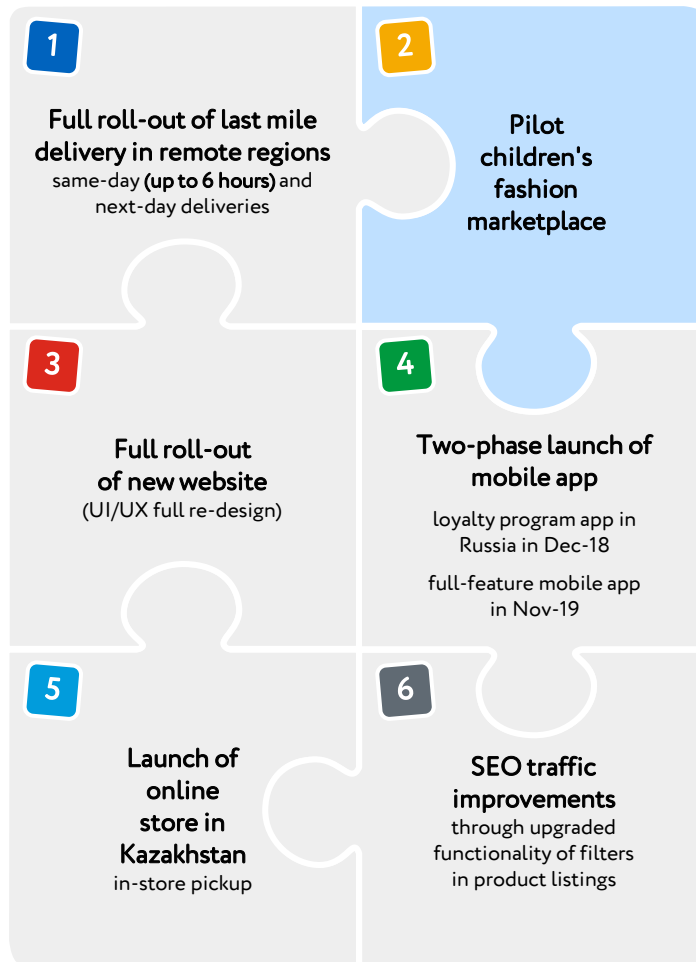 1
Full roll-out of last mile
delivery in remote regions
same-day (up to 6 hours) and
next-day deliveries
2
Pilot
children's
fashion
marketplace
3
Full roll-out
of new website
(UI/UX full re-design)
4
Two-phase launch of
mobile app
loyalty program app in
Russia in Dec-18
full-feature mobile app
in Nov-19
5
Launch of
online
store in
Kazakhstan
in-store pickup
6
SEO traffic
improvements
through upgraded
functionality of filters
in product listings